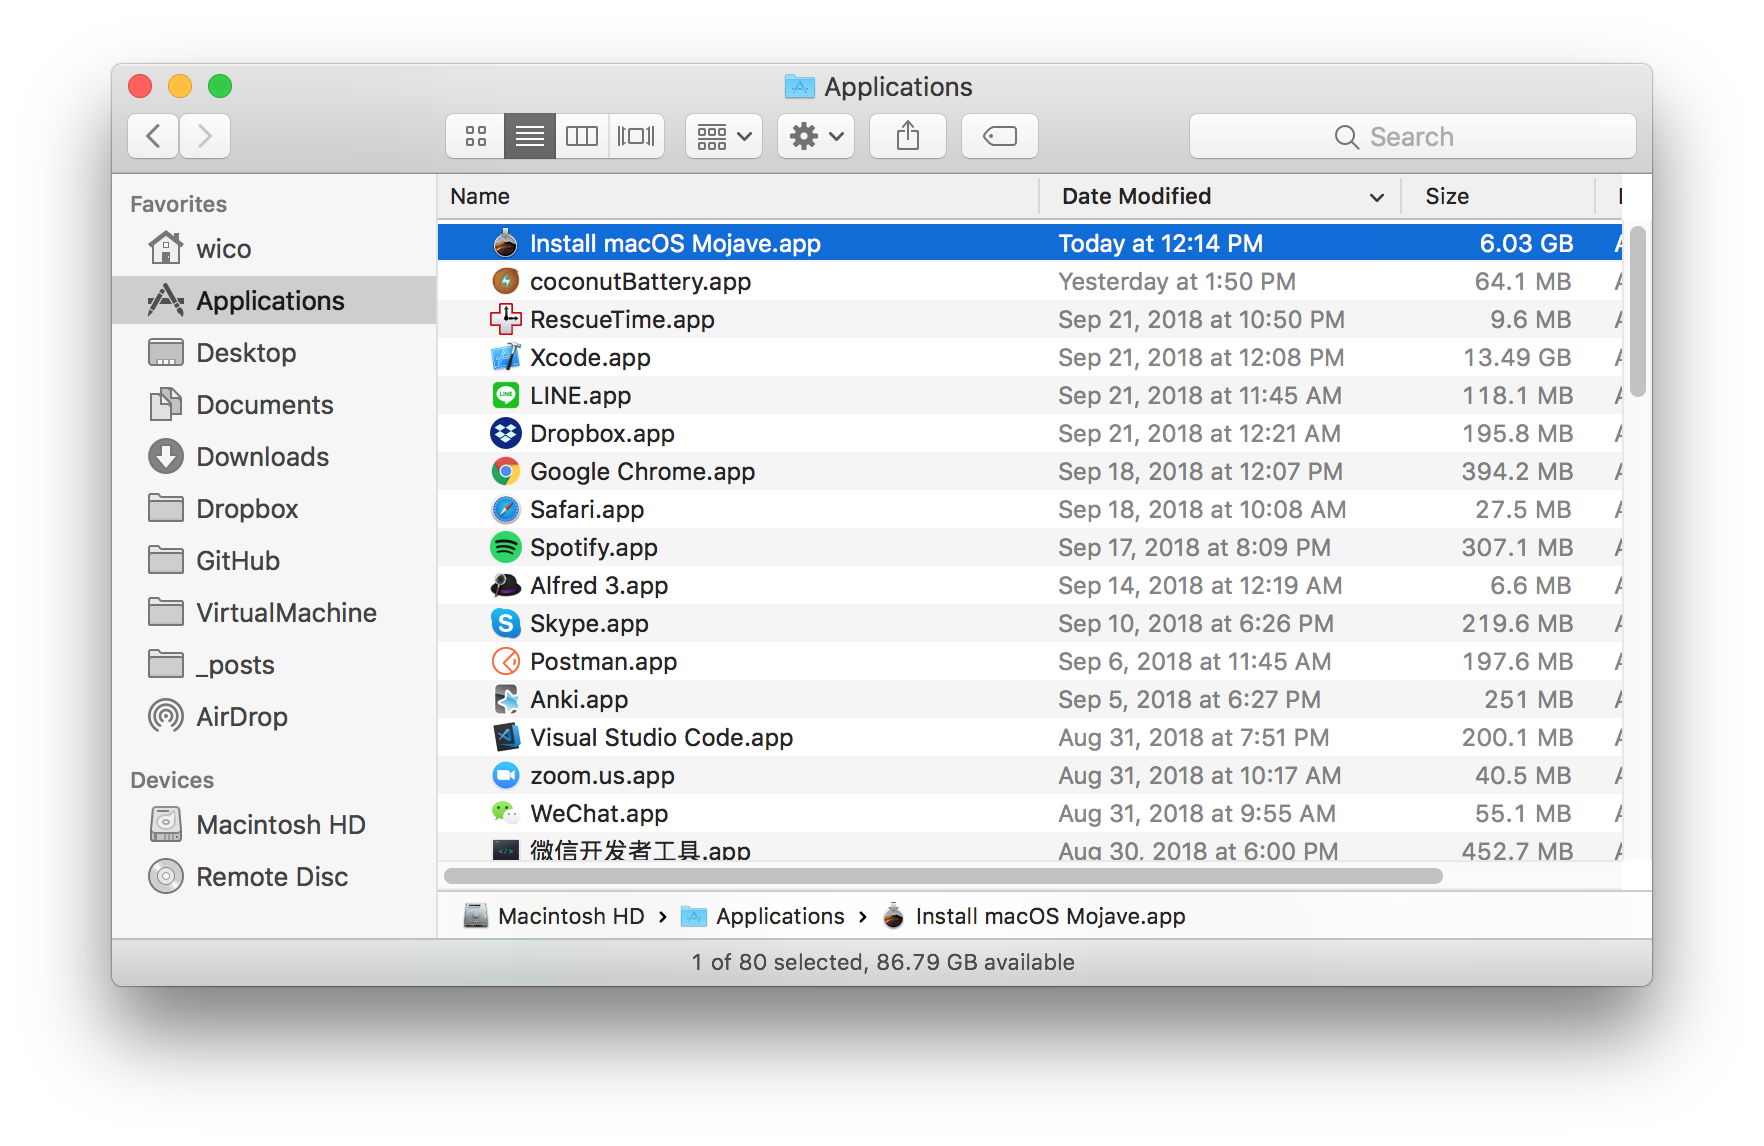 Applications
Search
Favorites
wico
Applications
Desktop
Documents
Downloads
Dropbox
GitHub
VirtualMachine
_posts
AirDrop
Devices
Macintosh HD
Remote Disc
Name Date Modified Size
Install macOS Mojave.app Today at 12:14 PM 6.03 GB
coconutBattery.app Yesterday at 1:50 PM 64.1 MB
RescueTime.app Sep 21, 2018 at 10:50 PM 9.6 MB
Xcode.app Sep 21, 2018 at 12:08 PM 13.49 GB
LINE.app Sep 21, 2018 at 11:45 AM 118.1 MB
Dropbox.app Sep 21, 2018 at 12:21 AM 195.8 MB
Google Chrome.app Sep 18, 2018 at 12:07 PM 394.2 MB
Safari.app Sep 18, 2018 at 10:08 AM 27.5 MB
Spotify.app Sep 17, 2018 at 8:09 PM 307.1 MB
Alfred 3.app Sep 14, 2018 at 12:19 AM 6.6 MB
Skype.app Sep 10, 2018 at 6:26 PM 219.6 MB
Postman.app Sep 6, 2018 at 11:45 AM 197.6 MB
Anki.app Sep 5, 2018 at 6:27 PM 251 MB
Visual Studio Code.app Aug 31, 2018 at 7:51 PM 200.1 MB
zoom.us.app Aug 31, 2018 at 10:17 AM 40.5 MB
WeChat.app Aug 31, 2018 at 9:55 AM 55.1 MB
微信开发者工具.app Aug 30, 2018 at 6:00 PM 452.7 MB
Macintosh HD › Applications › Install macOS Mojave.app
1 of 80 selected, 86.79 GB available